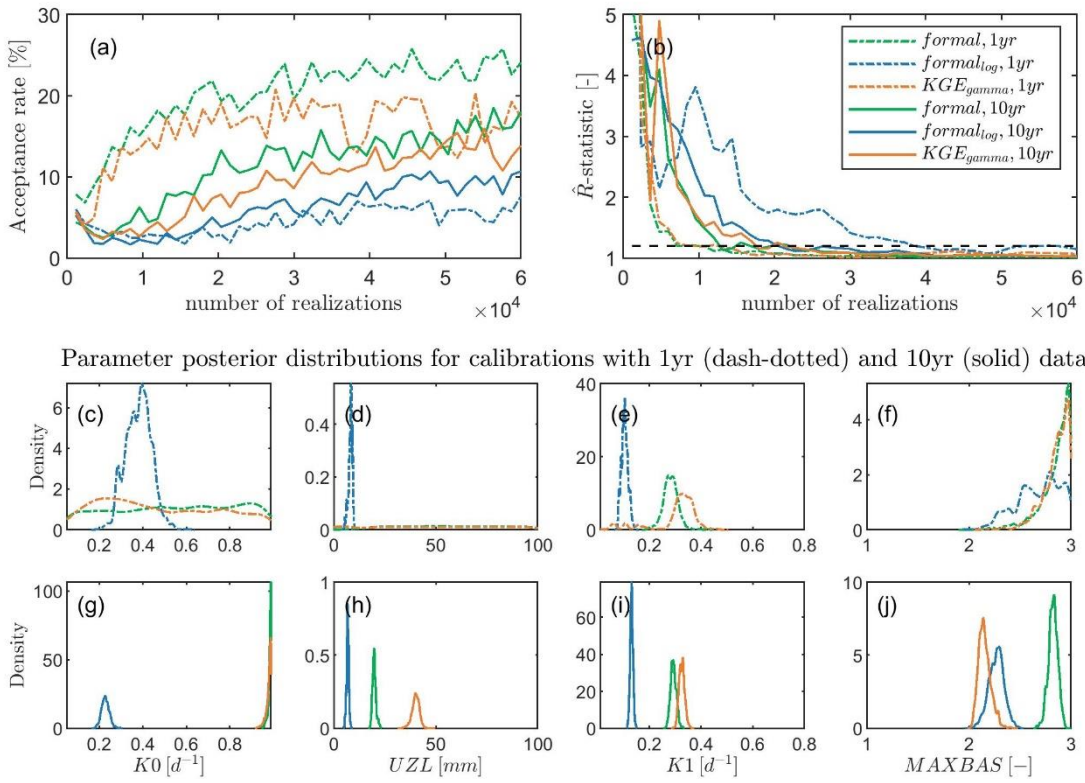 30
20
10
0
Acceptance rate [%]
(a)
0 1 2 3 4 5 6
×10⁴
number of realizations
5
4
3
2
1
R̂-statistic [-]
(b)
formal, 1yr
formal_log, 1yr
KGE_gamma, 1yr
formal, 10yr
formal_log, 10yr
KGE_gamma, 10yr
0 1 2 3 4 5 6
×10⁴
number of realizations
Parameter posterior distributions for calibrations with 1yr (dash-dotted) and 10yr (solid) data
6
4
2
0
Density
(c)
0.2 0.4 0.6 0.8
0.4
0.2
0
(d)
0 50 100
40
20
0
(e)
0.2 0.4 0.6 0.8
4
2
0
(f)
1 2 3
100
50
0
Density
(g)
0.2 0.4 0.6 0.8
K0 [d⁻¹]
1
0.5
0
(h)
0 50 100
UZL [mm]
60
40
20
0
(i)
0.2 0.4 0.6 0.8
K1 [d⁻¹]
10
5
0
(j)
1 2 3
MAXBAS [−]